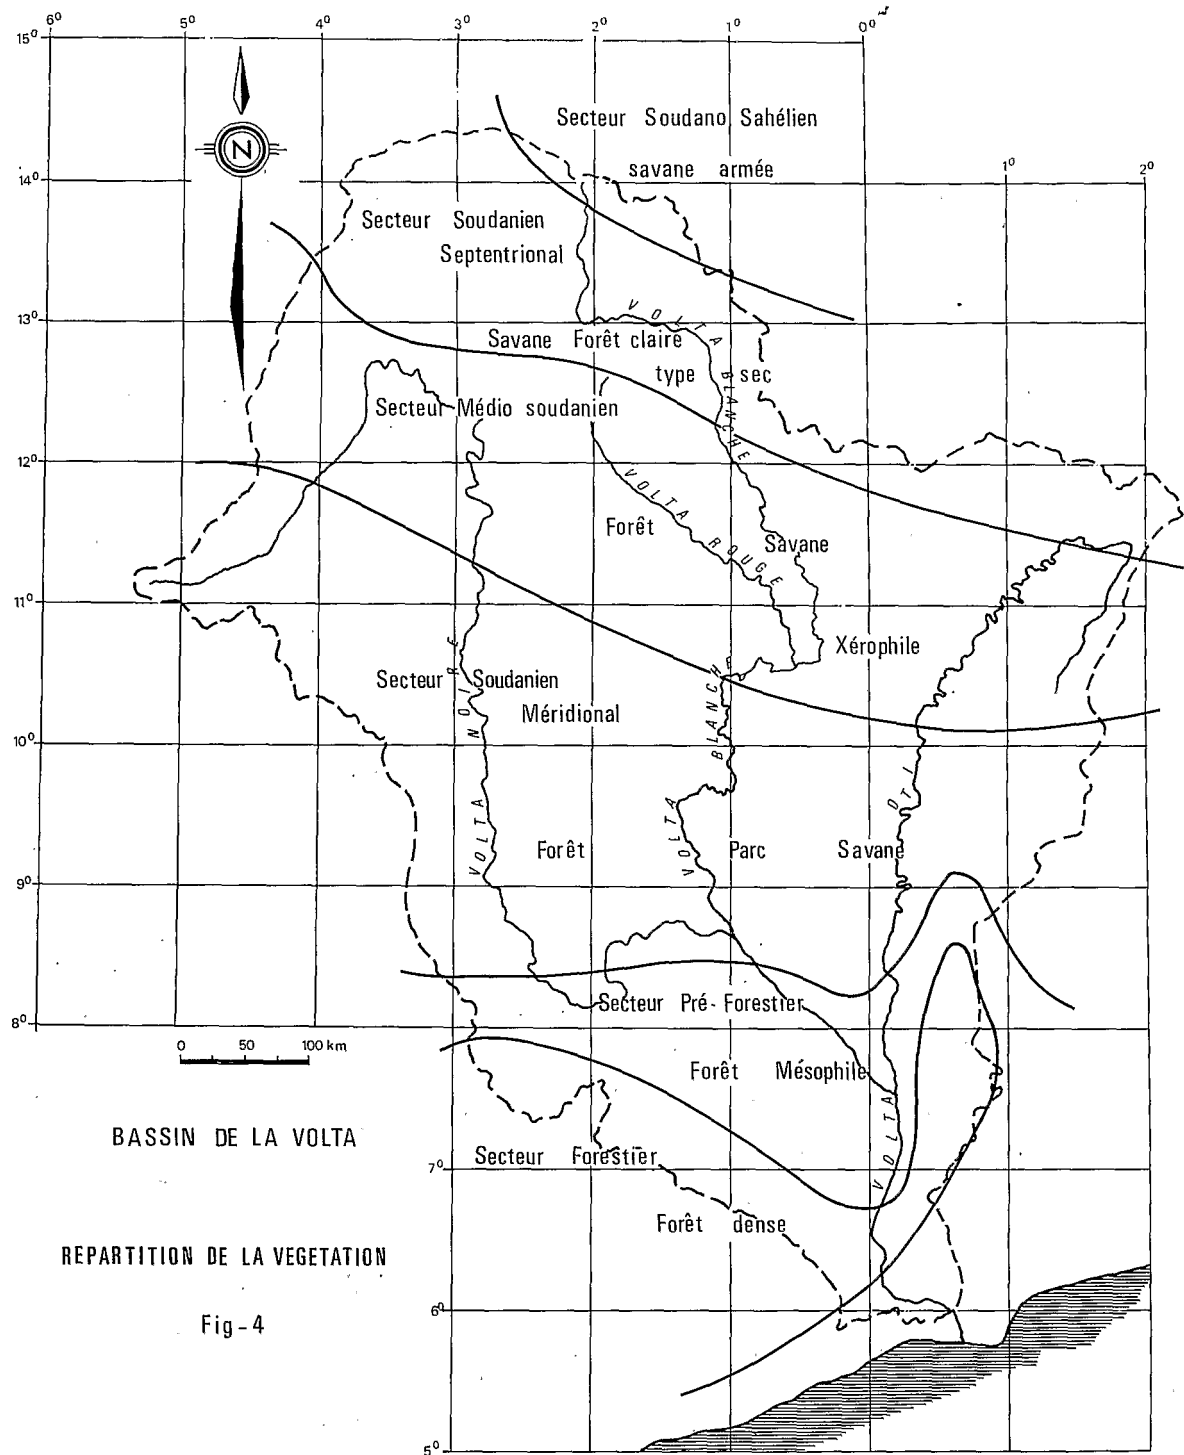 6° 5° 4° 3° 2° 1° 0°
15°
Secteur Soudano Sahélien
savane armée
N
1° 2°
14°
Secteur Soudanien
Septentrional
13°
VOLTA BLANCHE
Savane Forêt claire
type sec
Secteur Médio soudanien
12°
VOLTA ROUGE
Forêt
Savane
11°
Xérophile
Secteur Soudanien
Méridional
VOLTA NOIRE
VOLTA BLANCHE
10°
OTI
Forêt Parc Savane
9°
Secteur Pré-Forestier
8°
0 50 100 km
Forêt Mésophile
VOLTA
BASSIN DE LA VOLTA
Secteur Forestier
7°
Forêt dense
REPARTITION DE LA VEGETATION
6°
Fig-4
5°